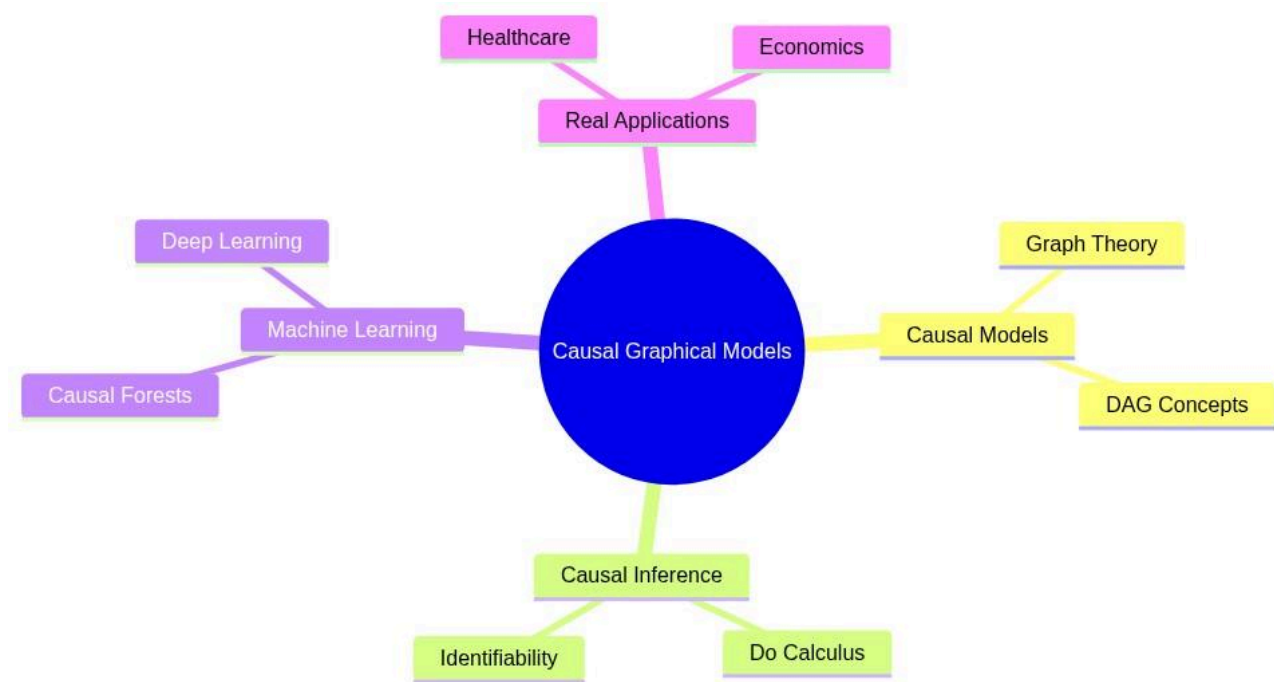 Healthcare
Economics
Real Applications
Deep Learning
Graph Theory
Machine Learning
Causal Graphical Models
Causal Models
Causal Forests
DAG Concepts
Causal Inference
Identifiability
Do Calculus